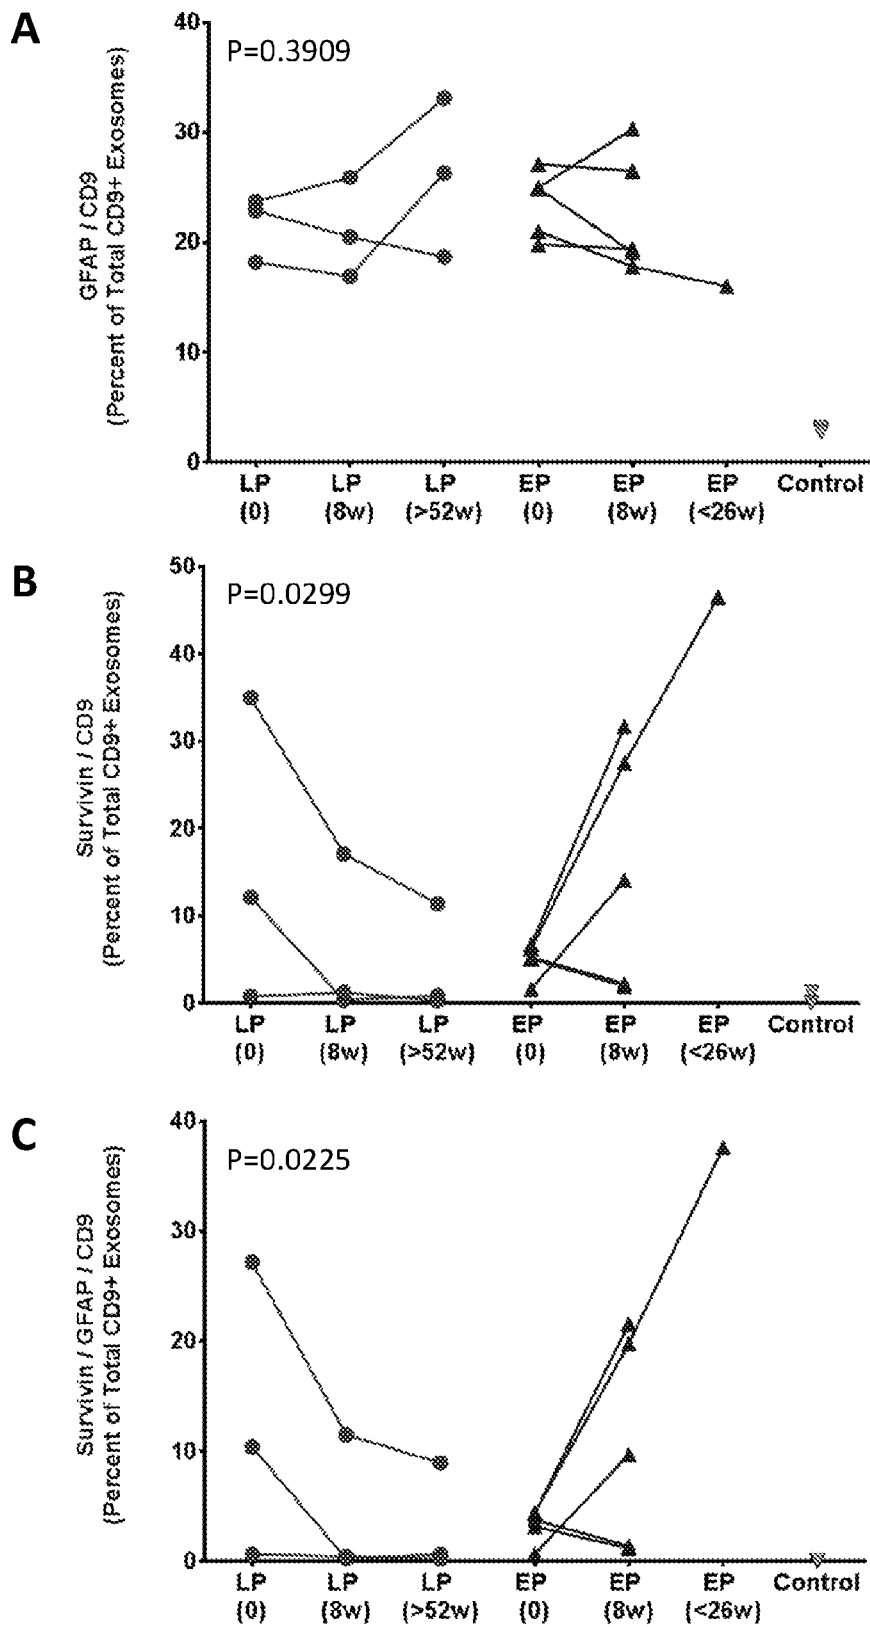 A
P=0.3909
GFAP / CD9
(Percent of Total CD9+ Exosomes)
40
30
20
10
0
LP LP LP EP EP EP Control
(0) (8w) (>52w) (0) (8w) (<26w)
B
P=0.0299
Survivin / CD9
(Percent of Total CD9+ Exosomes)
50
40
30
20
10
0
LP LP LP EP EP EP Control
(0) (8w) (>52w) (0) (8w) (<26w)
C
P=0.0225
Survivin / GFAP / CD9
(Percent of Total CD9+ Exosomes)
40
30
20
10
0
LP LP LP EP EP EP Control
(0) (8w) (>52w) (0) (8w) (<26w)